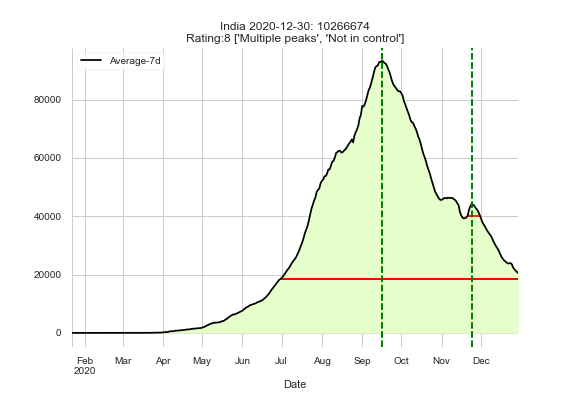 India 2020-12-30: 10266674
Rating:8 ['Multiple peaks', 'Not in control']
Average-7d
80000
60000
40000
20000
0
Feb Mar Apr May Jun Jul Aug Sep Oct Nov Dec
2020
Date